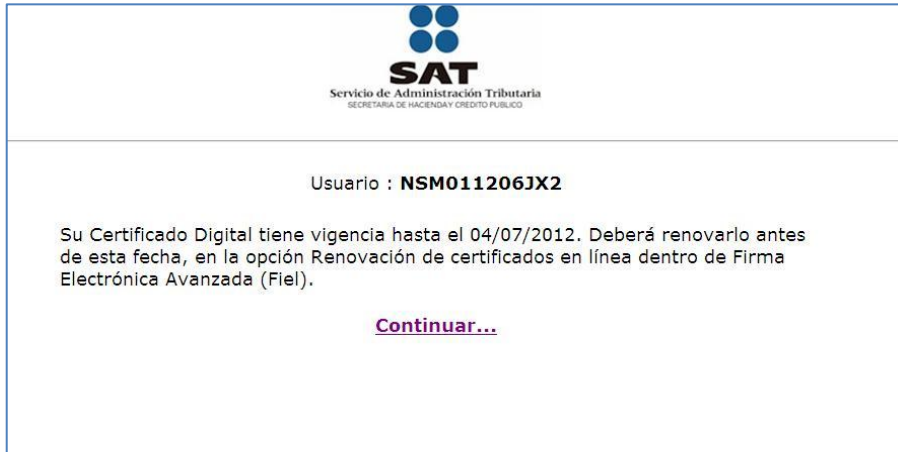 SAT
Servicio de Administración Tributaria
SECRETARIA DE HACIENDA Y CREDITO PUBLICO
Usuario : NSM011206JX2
Su Certificado Digital tiene vigencia hasta el 04/07/2012. Deberá renovarlo antes
de esta fecha, en la opción Renovación de certificados en línea dentro de Firma
Electrónica Avanzada (Fiel).
Continuar...